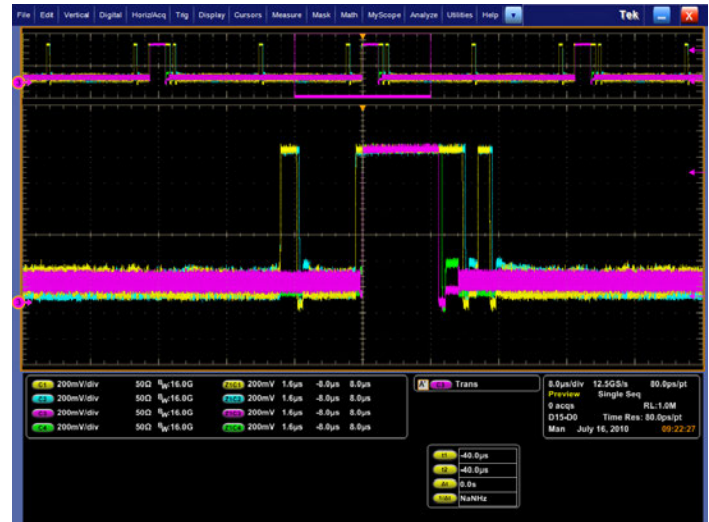 File Edit Vertical Digital Horiz/Acq Trig Display Cursors Measure Mask Math MyScope Analyze Utilities Help Tek X
C1 200mV/div 50Ω BW:16.0G Z1C1 200mV 1.6µs -8.0µs 8.0µs
C2 200mV/div 50Ω BW:16.0G Z1C2 200mV 1.6µs -8.0µs 8.0µs
C3 200mV/div 50Ω BW:16.0G Z1C3 200mV 1.6µs -8.0µs 8.0µs
C4 200mV/div 50Ω BW:16.0G Z1C4 200mV 1.6µs -8.0µs 8.0µs
A' C3 Trans
8.0µs/div 12.5GS/s 80.0ps/pt
Preview Single Seq
0 acqs RL:1.0M
D15-D0 Time Res: 80.0ps/pt
Man July 16, 2010 09:22:27
t1 -40.0µs
t2 -40.0µs
Δt 0.0s
1/Δt NaNHz